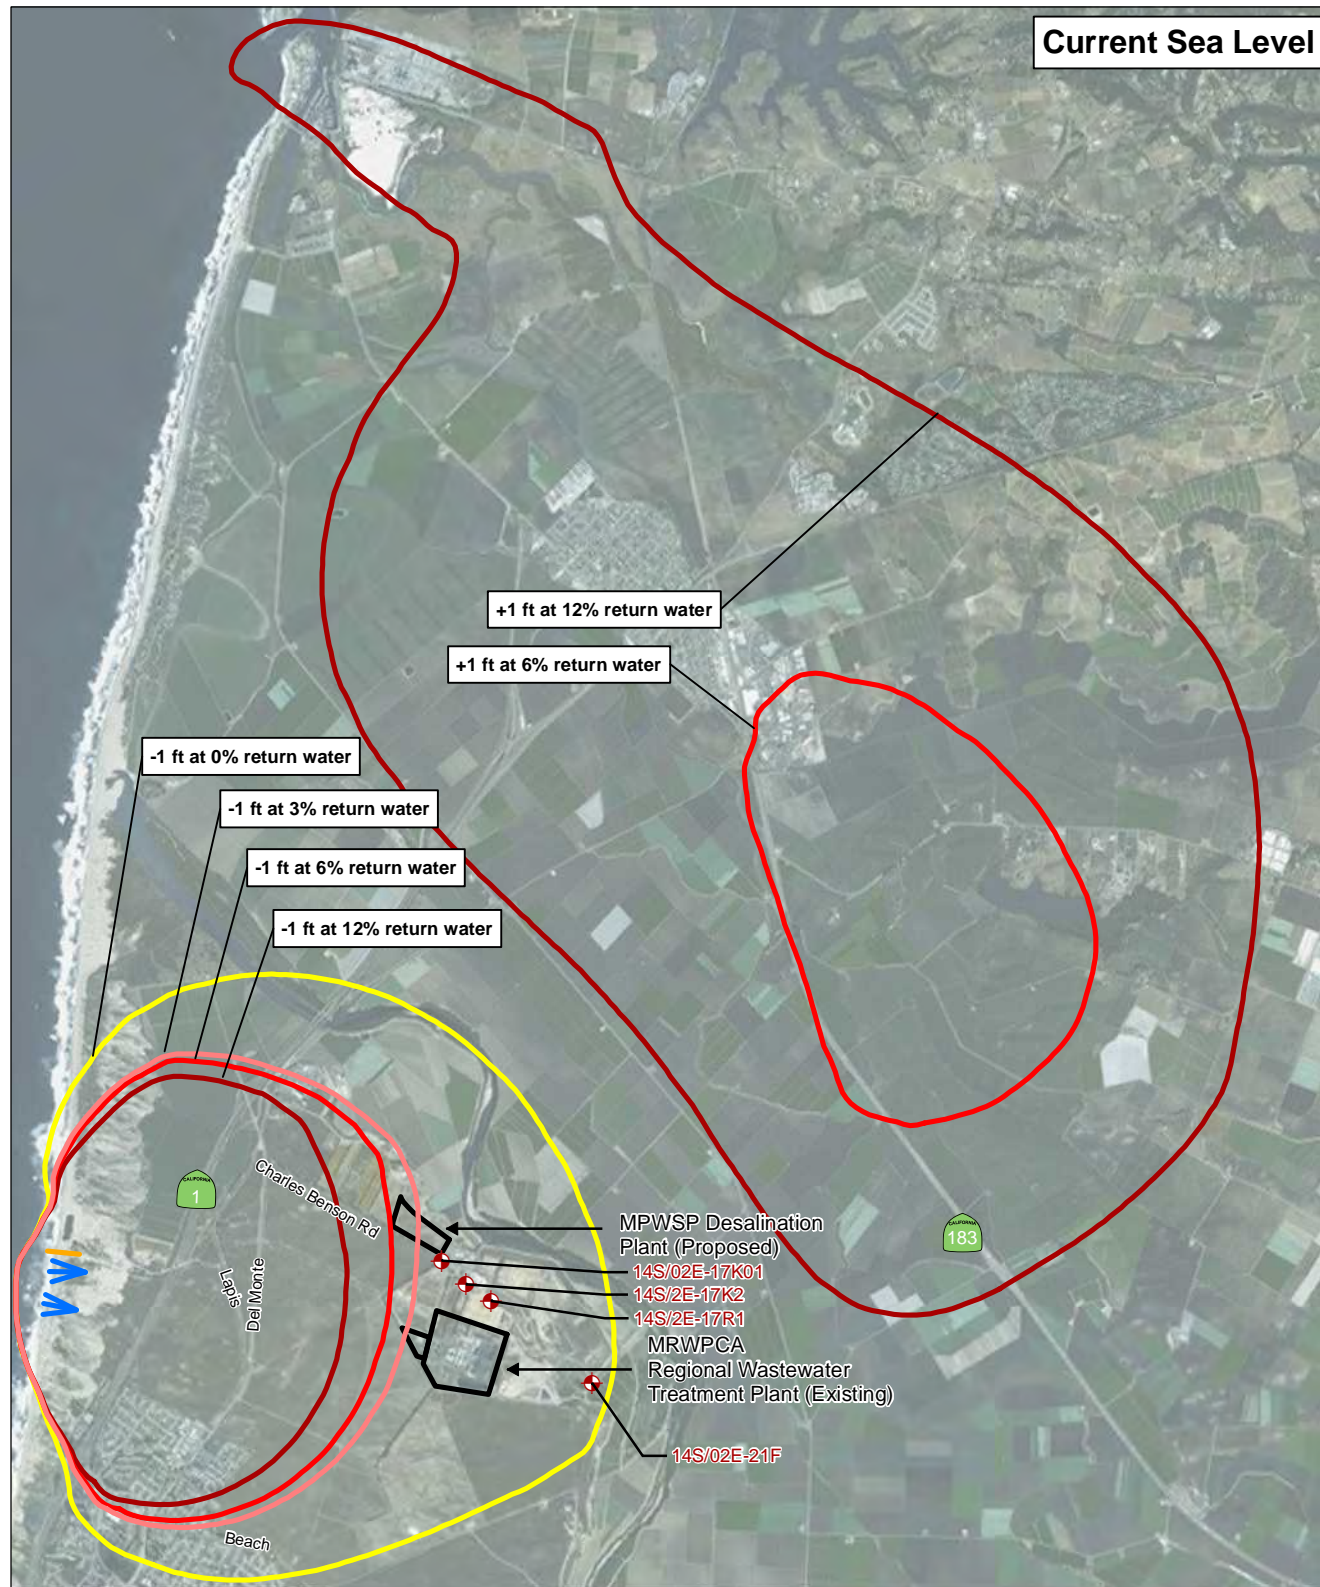 Current Sea Level
+1 ft at 12% return water
+1 ft at 6% return water
-1 ft at 0% return water
-1 ft at 3% return water
-1 ft at 6% return water
-1 ft at 12% return water
CALIFORNIA
1
Charles Benson Rd
Lapis
Del Monte
MPWSP Desalination
Plant (Proposed)
CALIFORNIA
183
14S/02E-17K01
14S/2E-17K2
14S/2E-17R1
MRWPCA
Regional Wastewater
Treatment Plant (Existing)
14S/02E-21F
Beach